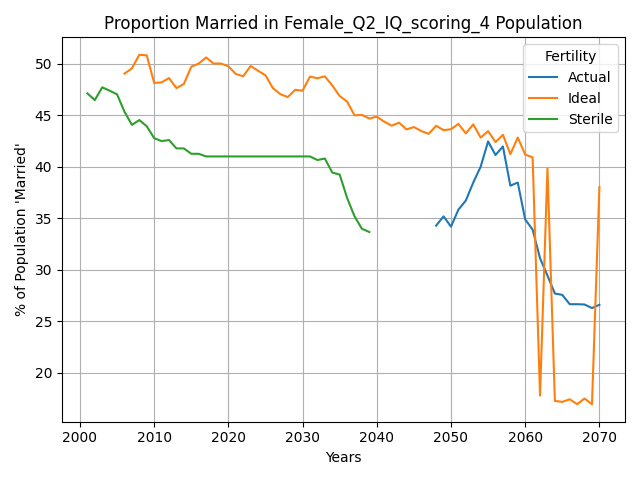 Proportion Married in Female_Q2_IQ_scoring_4 Population
Fertility
Actual
Ideal
Sterile
% of Population 'Married'
50
45
40
35
30
25
20
2000
2010
2020
2030
2040
2050
2060
2070
Years